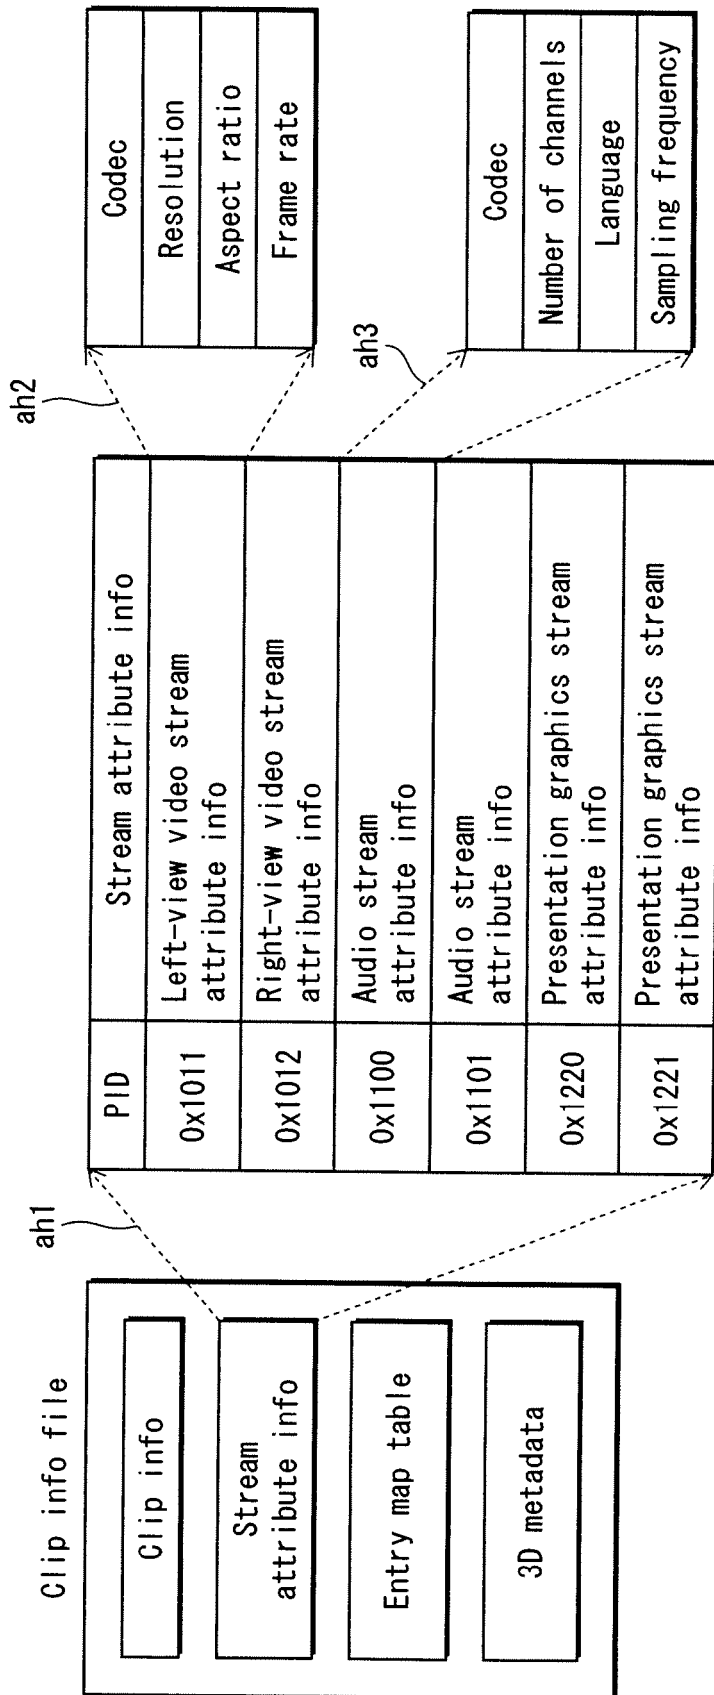 Clip info file
Clip info
Stream
attribute info
Entry map table
3D metadata
ah1
PID
Stream attribute info
0x1011
Left-view video stream
attribute info
0x1012
Right-view video stream
attribute info
0x1100
Audio stream
attribute info
0x1101
Audio stream
attribute info
0x1220
Presentation graphics stream
attribute info
0x1221
Presentation graphics stream
attribute info
ah2
Codec
Resolution
Aspect ratio
Frame rate
ah3
Codec
Number of channels
Language
Sampling frequency